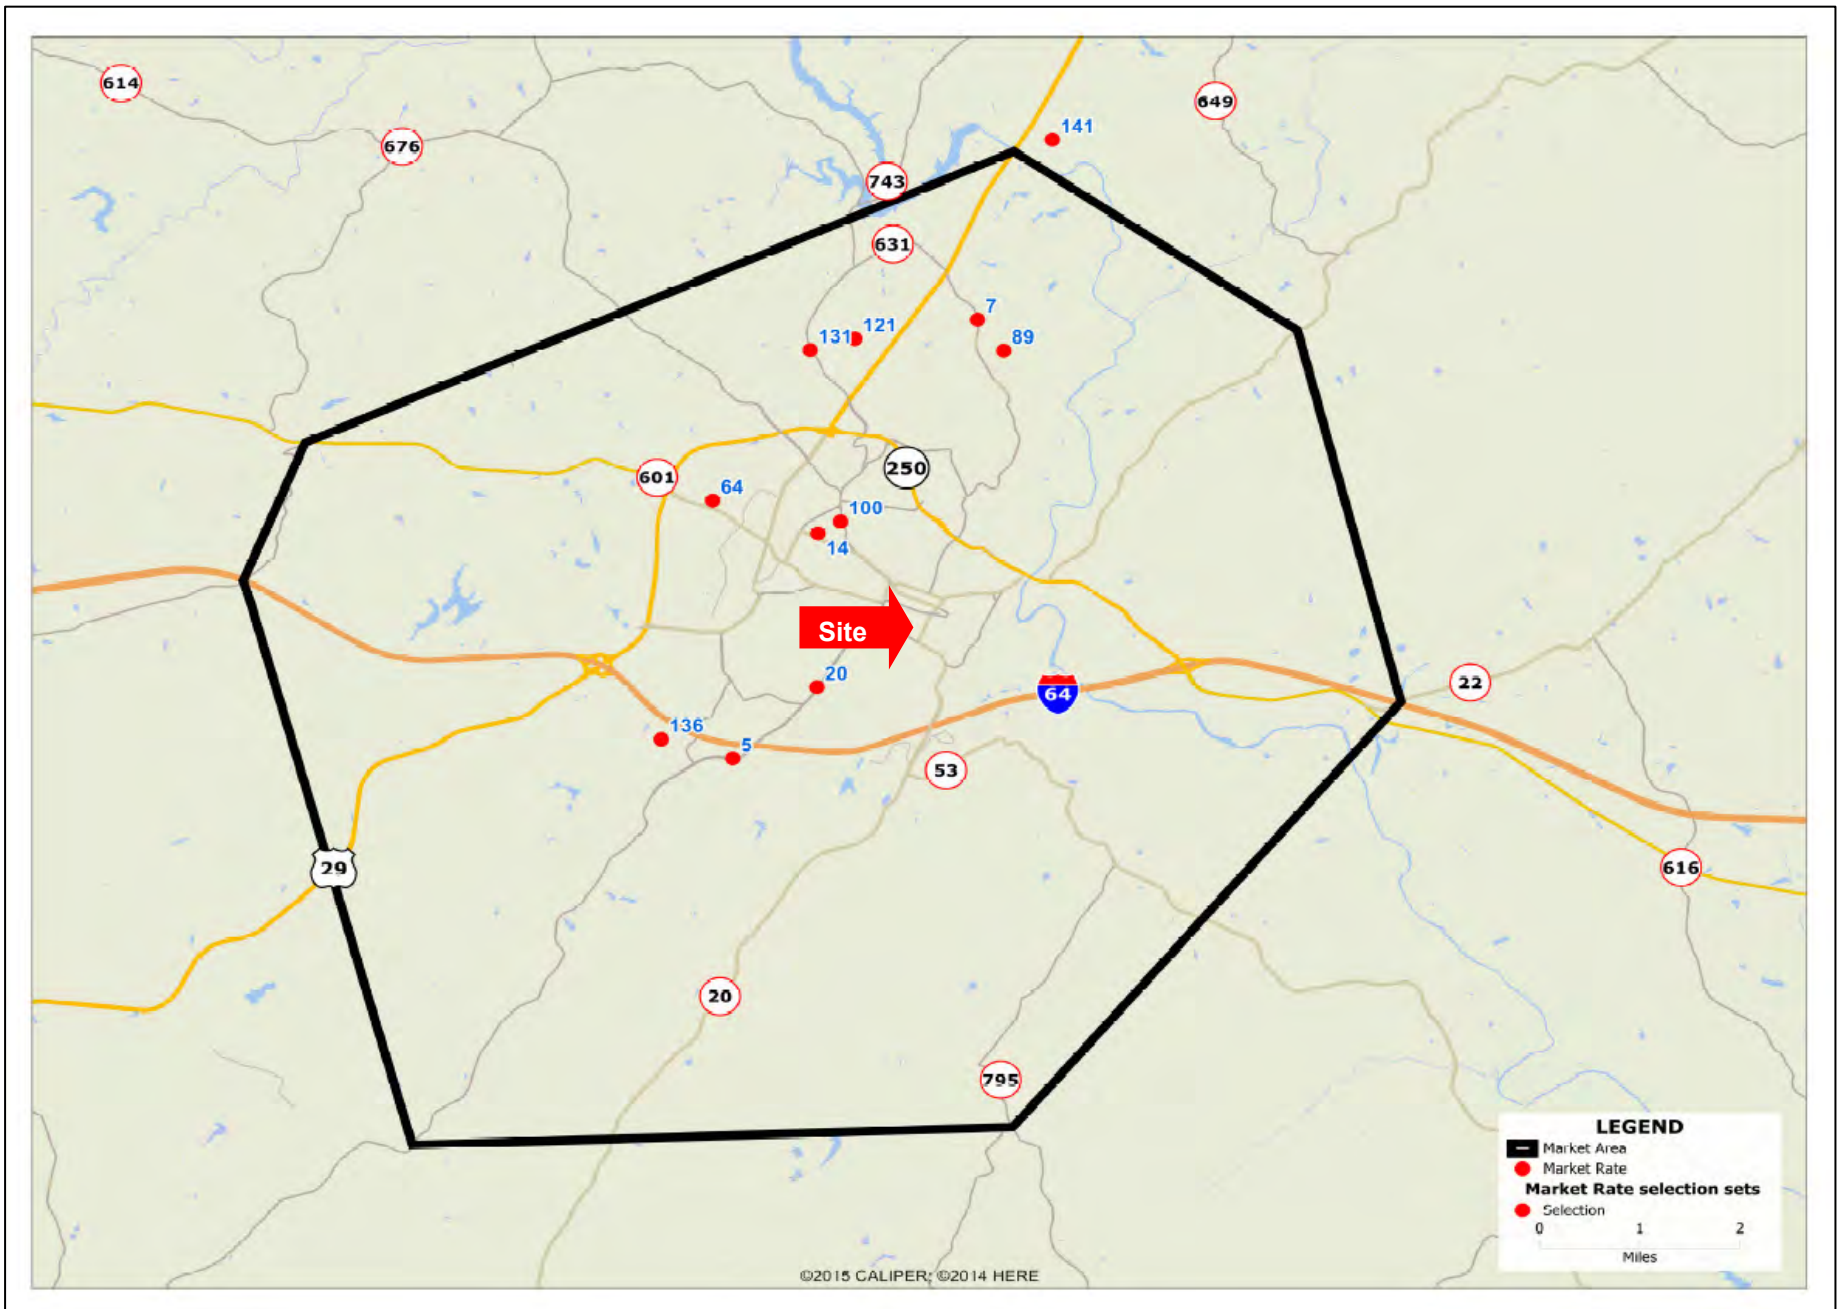 614
649
141
676
743
631
7
121
131
89
250
601
64
100
14
Site
20
22
64
136
5
53
29
616
20
795
LEGEND
Market Area
Market Rate
Market Rate selection sets
Selection
0 1 2
Miles
©2015 CALIPER; ©2014 HERE